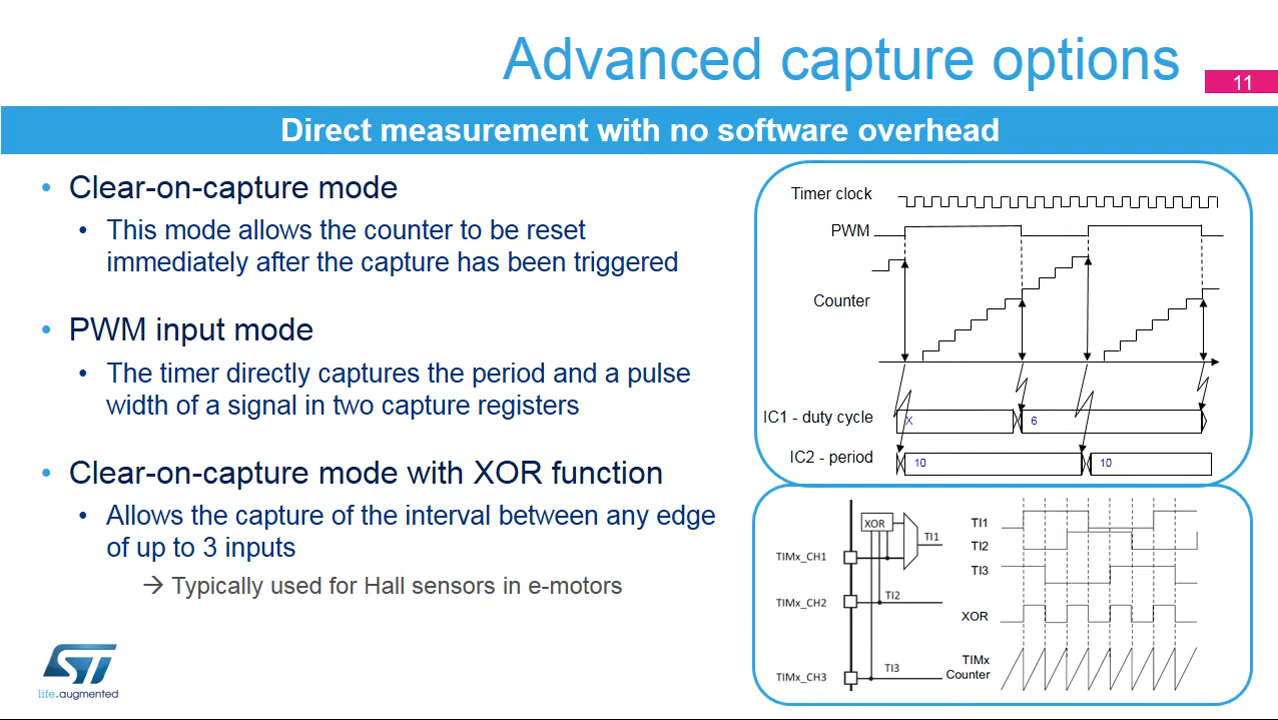 Advanced capture options
11
Direct measurement with no software overhead
• Clear-on-capture mode
• This mode allows the counter to be reset
immediately after the capture has been triggered
• PWM input mode
• The timer directly captures the period and a pulse
width of a signal in two capture registers
• Clear-on-capture mode with XOR function
• Allows the capture of the interval between any edge
of up to 3 inputs
→ Typically used for Hall sensors in e-motors
Timer clock
PWM
Counter
IC1 - duty cycle
X
6
IC2 - period
10
10
XOR
TI1
TIMx_CH1
TI2
TIMx_CH2
TI3
TIMx_CH3
TI1
TI2
TI3
XOR
TIMx
Counter
ST
life.augmented